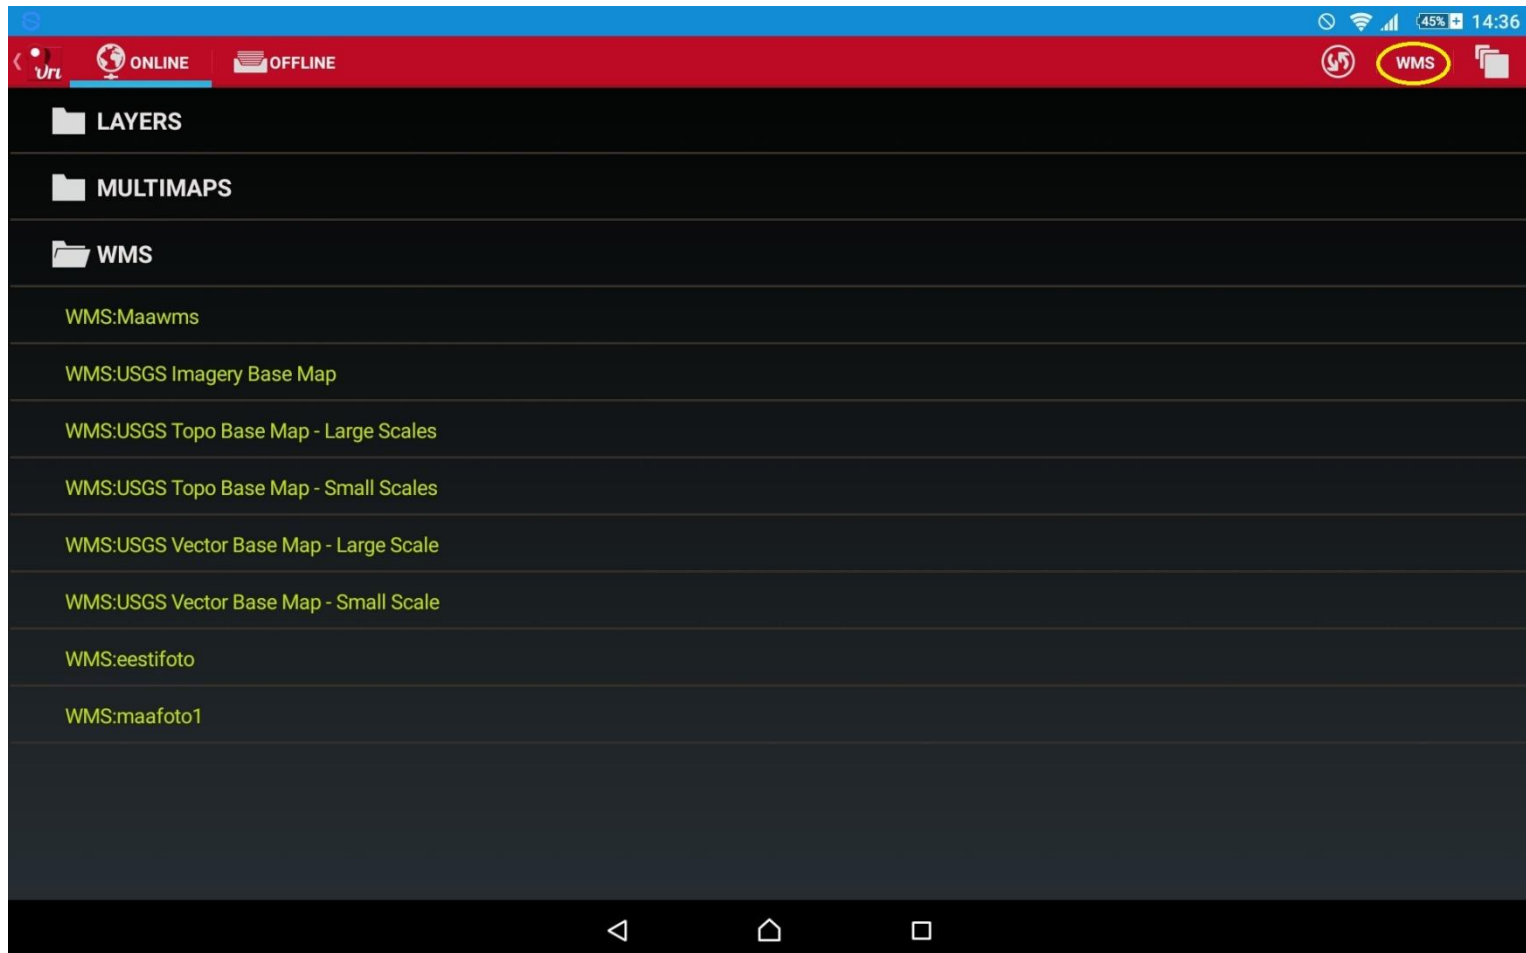 45% 14:36
ONLINE OFFLINE WMS
LAYERS
MULTIMAPS
WMS
WMS:Maawms
WMS:USGS Imagery Base Map
WMS:USGS Topo Base Map - Large Scales
WMS:USGS Topo Base Map - Small Scales
WMS:USGS Vector Base Map - Large Scale
WMS:USGS Vector Base Map - Small Scale
WMS:eestifoto
WMS:maafoto1